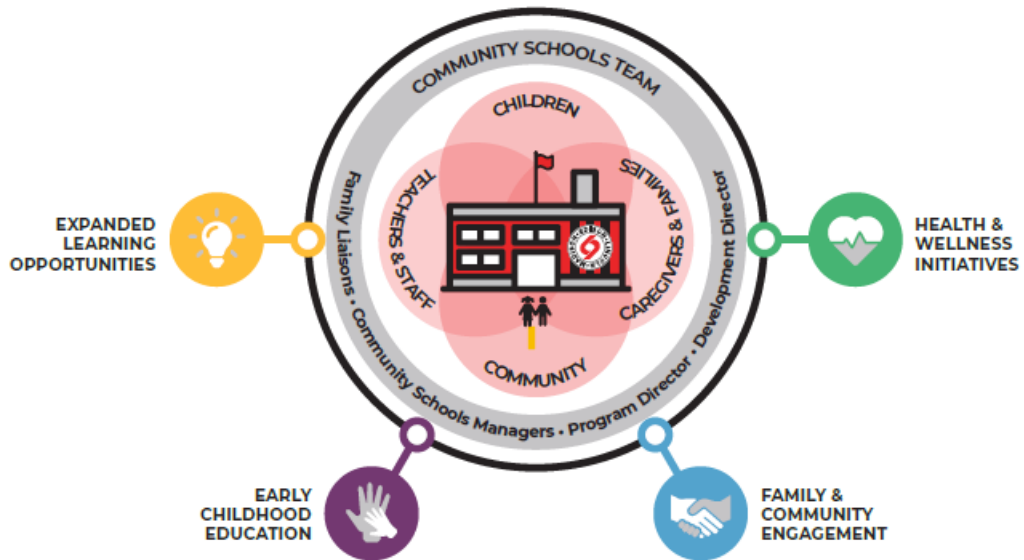 COMMUNITY SCHOOLS TEAM
CHILDREN
TEACHERS & STAFF
CAREGIVERS & FAMILIES
COMMUNITY
Family Liaisons • Community Schools Managers • Program Director • Development Director
EXPANDED
LEARNING
OPPORTUNITIES
HEALTH &
WELLNESS
INITIATIVES
EARLY
CHILDHOOD
EDUCATION
FAMILY &
COMMUNITY
ENGAGEMENT